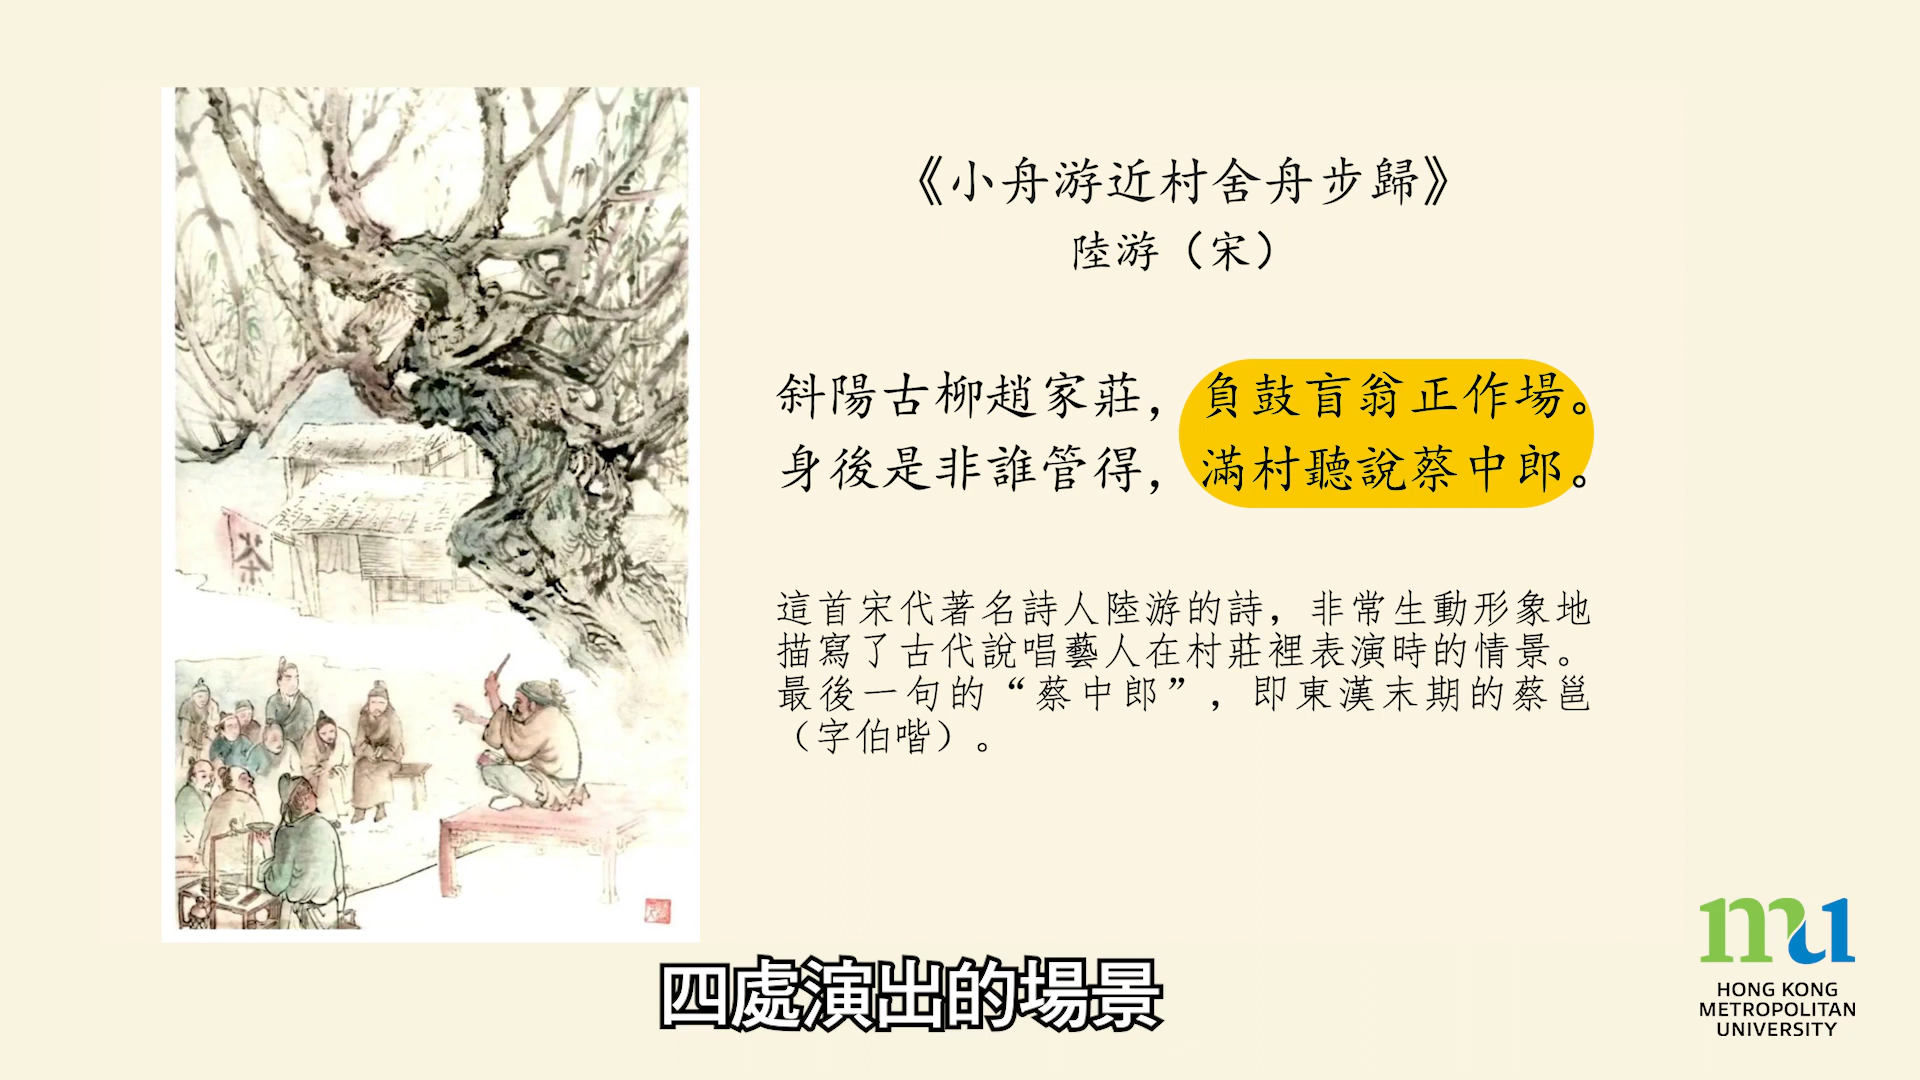 《小舟游近村舍舟步歸》
陸游（宋）
斜陽古柳趙家莊，負鼓盲翁正作場。
身後是非誰管得，滿村聽說蔡中郎。
這首宋代著名詩人陸游的詩，非常生動形象地
描寫了古代說唱藝人在村莊裡表演時的情景。
最後一句的“蔡中郎”，即東漢末期的蔡邕
（字伯喈）。
茶
四處演出的場景
mu
HONG KONG
METROPOLITAN
UNIVERSITY